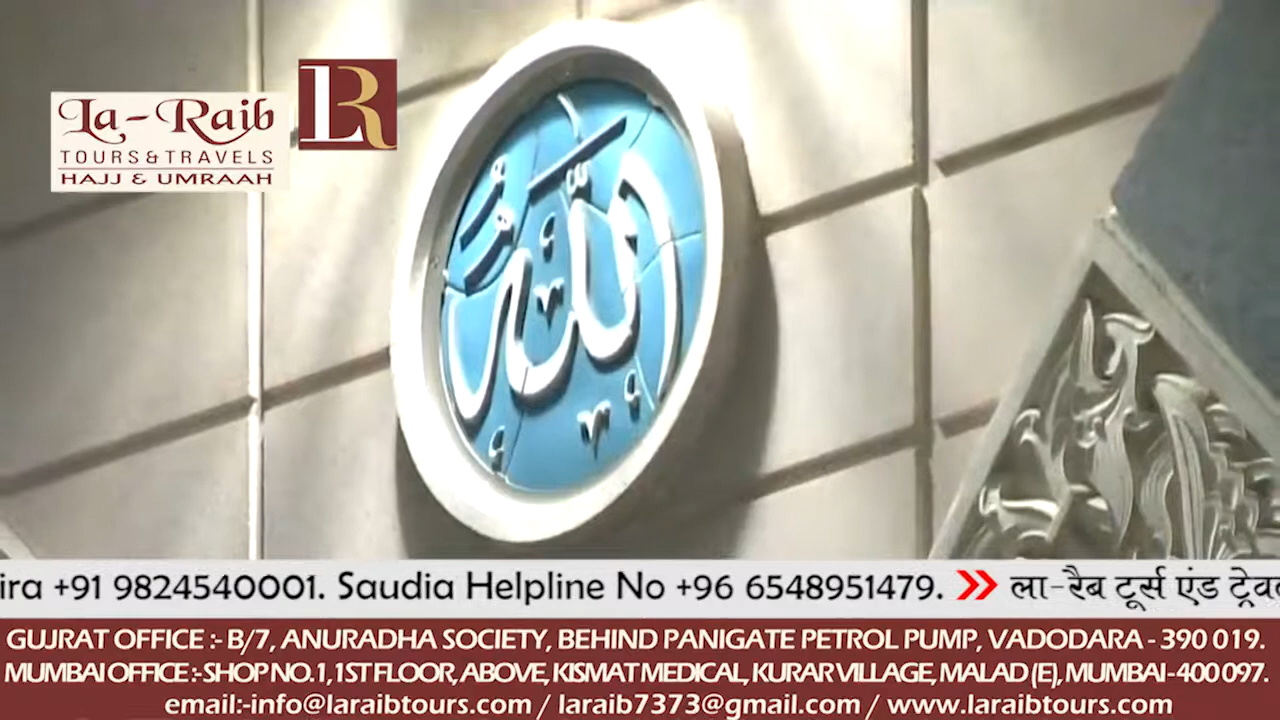 La-Raib
TOURS & TRAVELS
HAJJ & UMRAAH
LR
الله
ira +91 9824540001. Saudia Helpline No +96 6548951479. » ला-रैब टूर्स एंड
GUJRAT OFFICE :- B/7, ANURADHA SOCIETY, BEHIND PANIGATE PETROL PUMP, VADODARA - 390 019.
MUMBAI OFFICE :- SHOP NO. 1, 1ST FLOOR, ABOVE, KISMAT MEDICAL, KURAR VILLAGE, MALAD (E), MUMBAI - 400 097.
email:-info@laraibtours.com / laraib7373@gmail.com / www.laraibtours.com